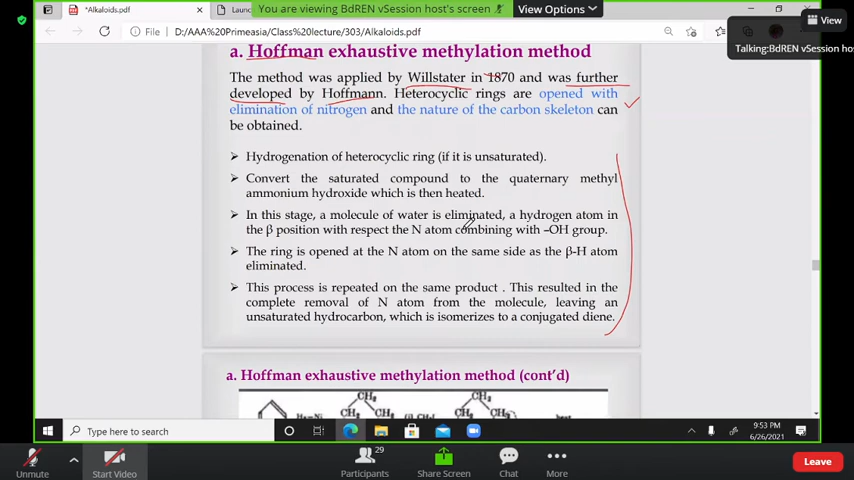 *Alkaloids.pdf
Launc
You are viewing BdREN vSession host's screen
View Options
File D:/AAA%20Primeasia/Class%20lecture/303/Alkaloids.pdf
View
Talking:BdREN vSession host
a. Hoffman exhaustive methylation method
The method was applied by Willstater in 1870 and was further
developed by Hoffmann. Heterocyclic rings are opened with
elimination of nitrogen and the nature of the carbon skeleton can
be obtained.
➢ Hydrogenation of heterocyclic ring (if it is unsaturated).
➢ Convert the saturated compound to the quaternary methyl
ammonium hydroxide which is then heated.
➢ In this stage, a molecule of water is eliminated, a hydrogen atom in
the β position with respect the N atom combining with –OH group.
➢ The ring is opened at the N atom on the same side as the β-H atom
eliminated.
➢ This process is repeated on the same product . This resulted in the
complete removal of N atom from the molecule, leaving an
unsaturated hydrocarbon, which is isomerizes to a conjugated diene.
a. Hoffman exhaustive methylation method (cont'd)
CH₂ CH₂
CH₂ CH₂ CH₂
Type here to search
9:53 PM
6/26/2021
29
Unmute Start Video Participants Share Screen Chat More Leave